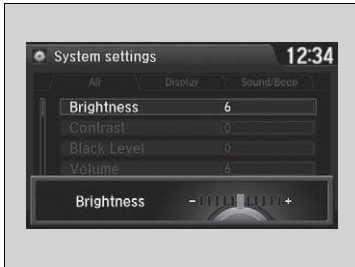 System settings 12:34
All Display Sound/Beep
Brightness 6
Contrast 0
Black Level 0
Volume 6
Brightness - +